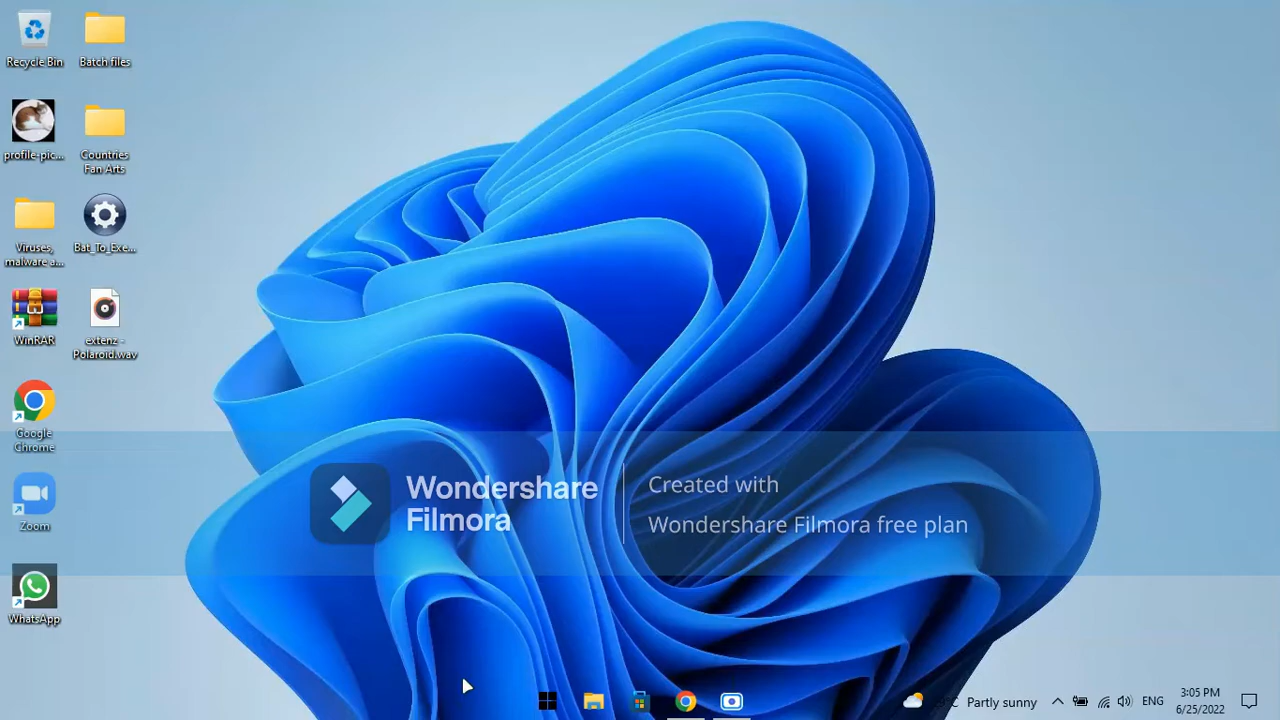 Recycle Bin
Batch files
profile-pic...
Countries
Fan Arts
Viruses,
malware a...
Bat_To_Exe...
WinRAR
extenz -
Polaroid.wav
Google
Chrome
Zoom
WhatsApp
Wondershare
Filmora
Created with
Wondershare Filmora free plan
Partly sunny
ENG
3:05 PM
6/25/2022